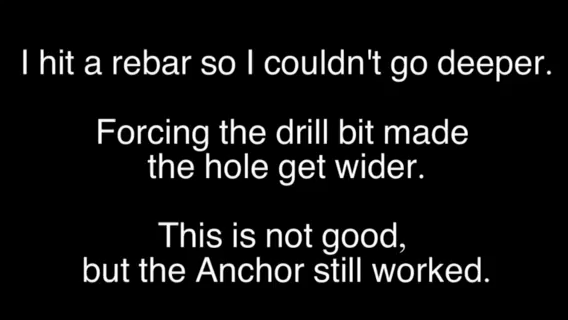 I hit a rebar so I couldn't go deeper.
Forcing the drill bit made
the hole get wider.
This is not good,
but the Anchor still worked.